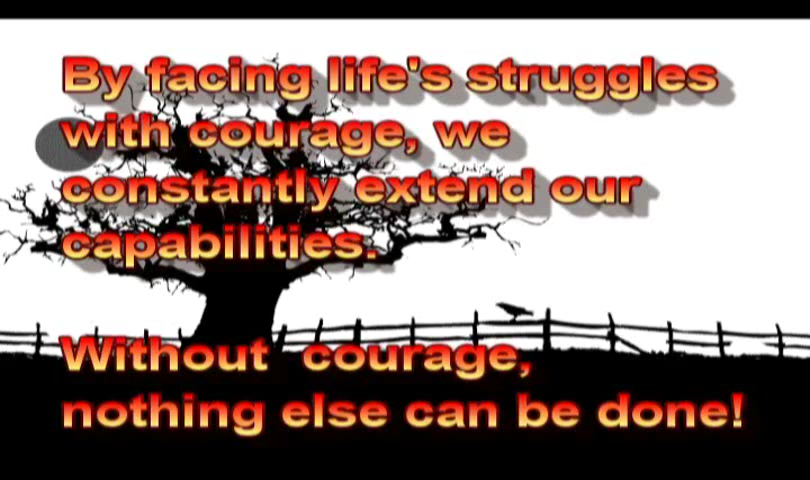 By facing life's struggles
with courage, we
constantly extend our
capabilities.
Without courage,
nothing else can be done!